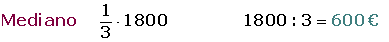 Mediano 1/3 · 1800 1800 : 3 = 600 €